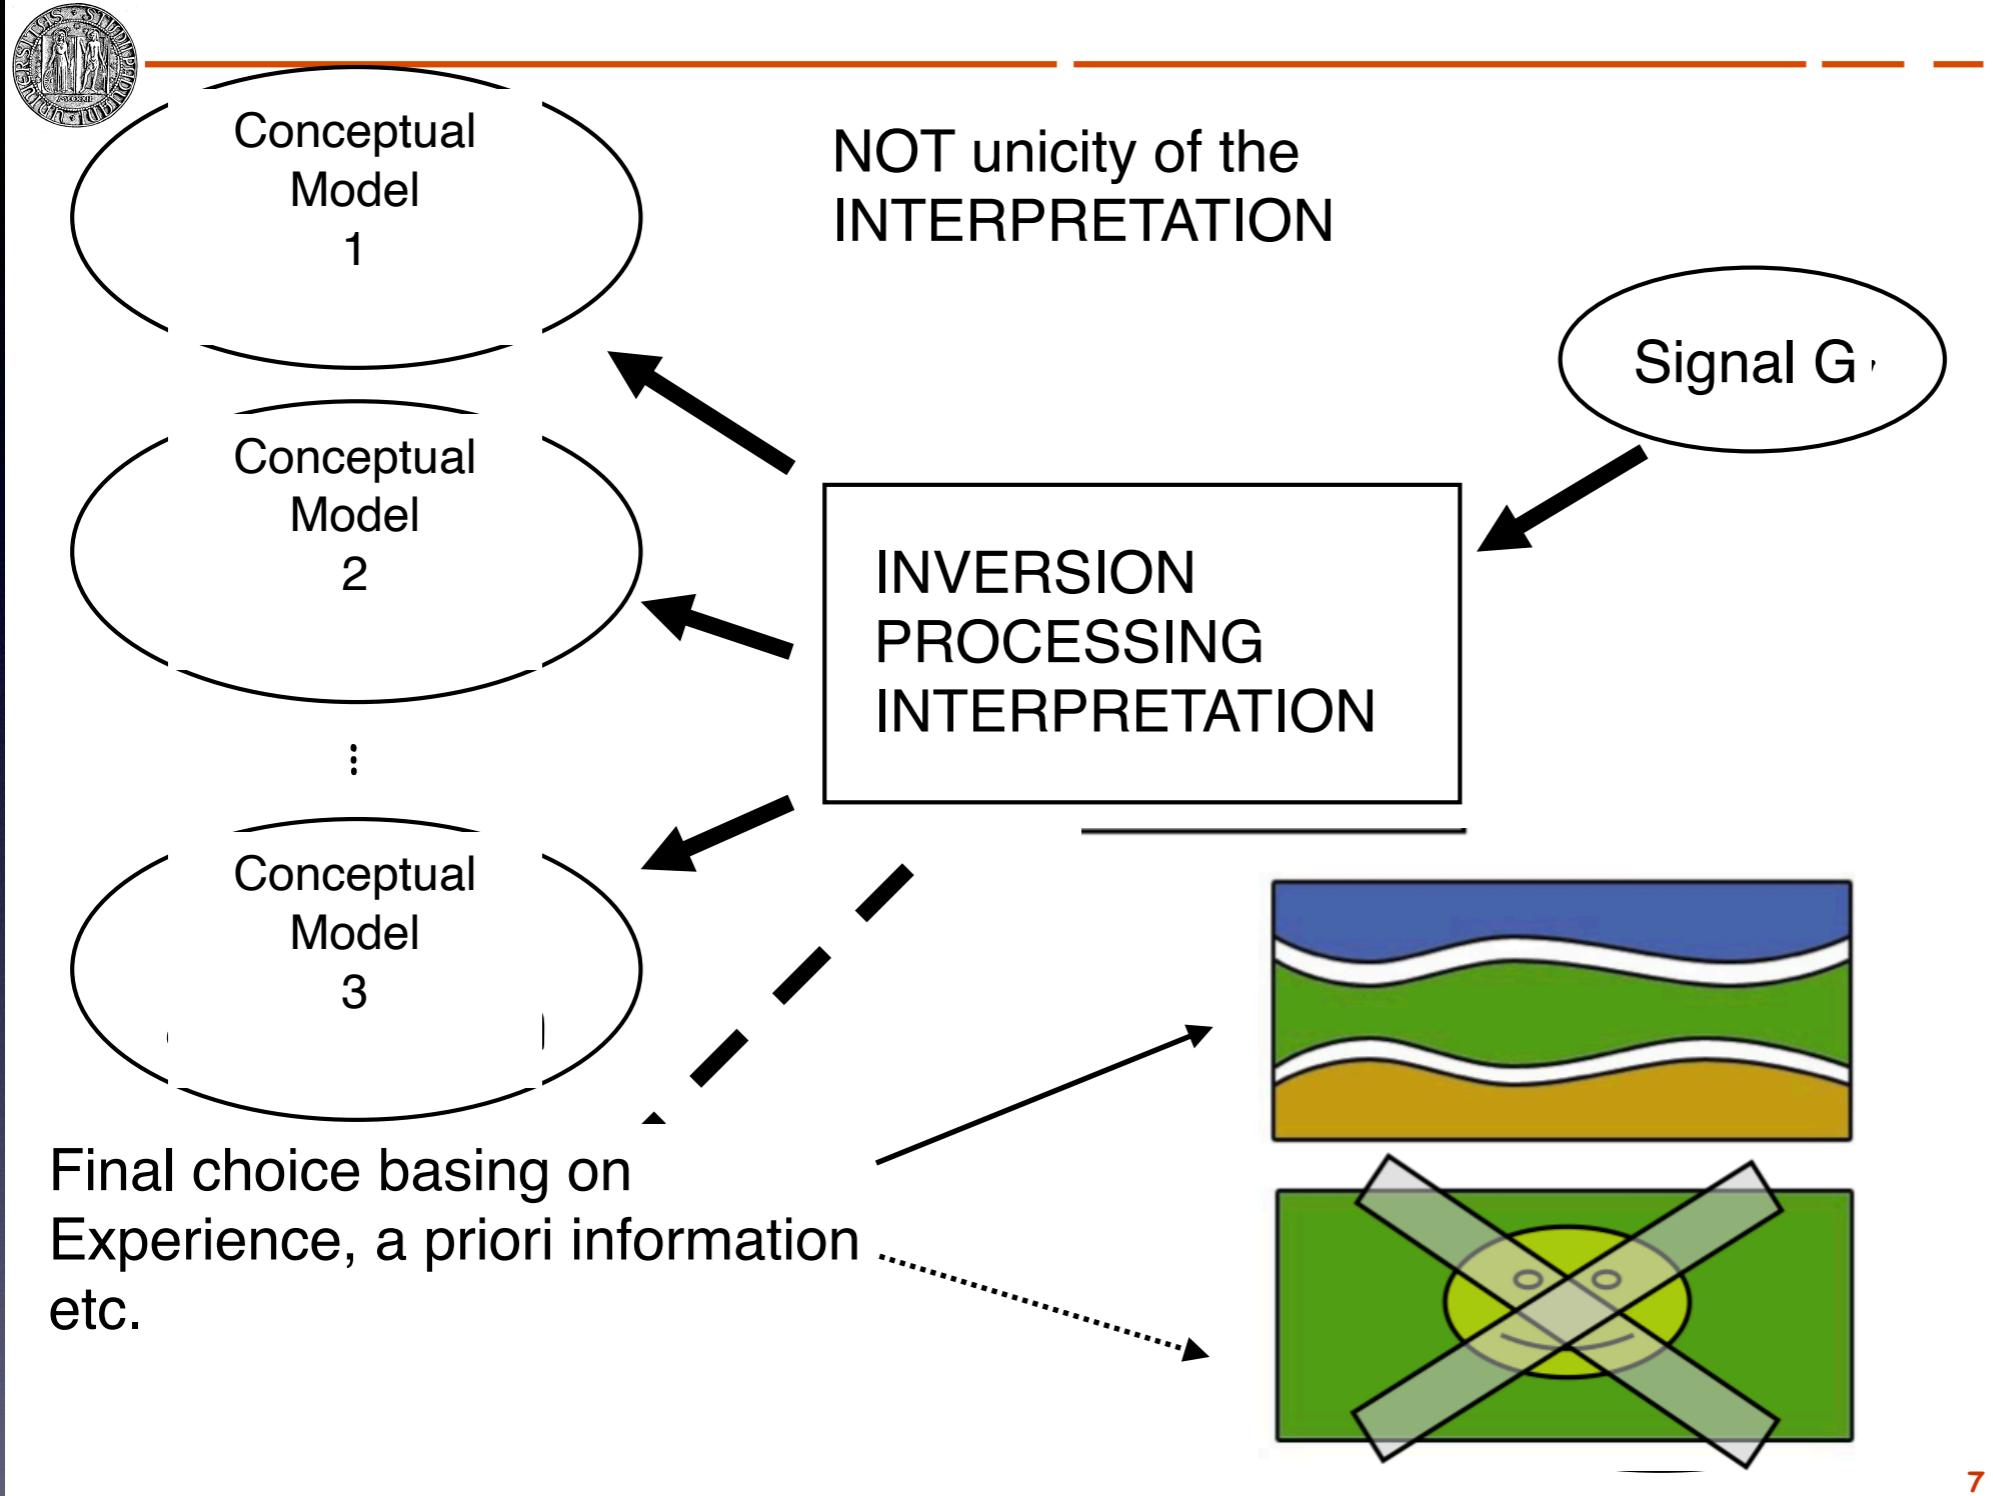 Conceptual
Model
1
NOT unicity of the
INTERPRETATION
Signal G
Conceptual
Model
2
INVERSION
PROCESSING
INTERPRETATION
...
Conceptual
Model
3
Final choice basing on
Experience, a priori information
etc.
7